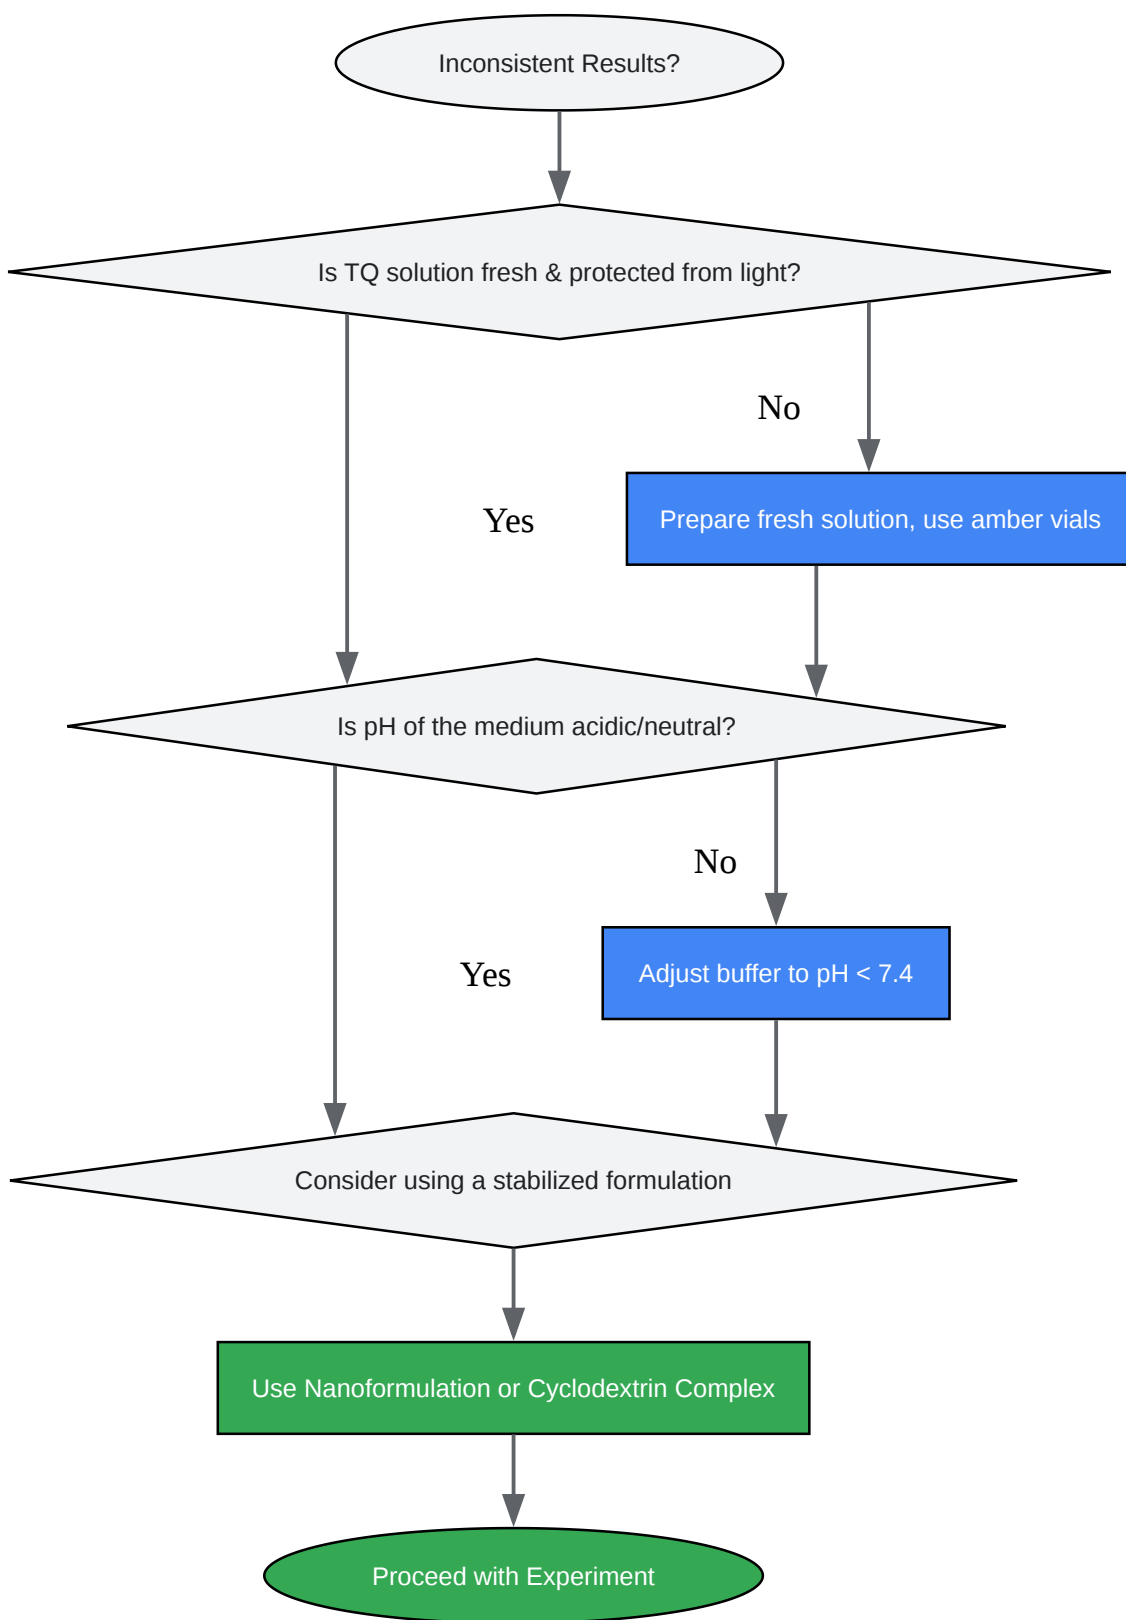 Inconsistent Results?
Is TQ solution fresh & protected from light?
No
Yes
Prepare fresh solution, use amber vials
Is pH of the medium acidic/neutral?
No
Yes
Adjust buffer to pH < 7.4
Consider using a stabilized formulation
Use Nanoformulation or Cyclodextrin Complex
Proceed with Experiment